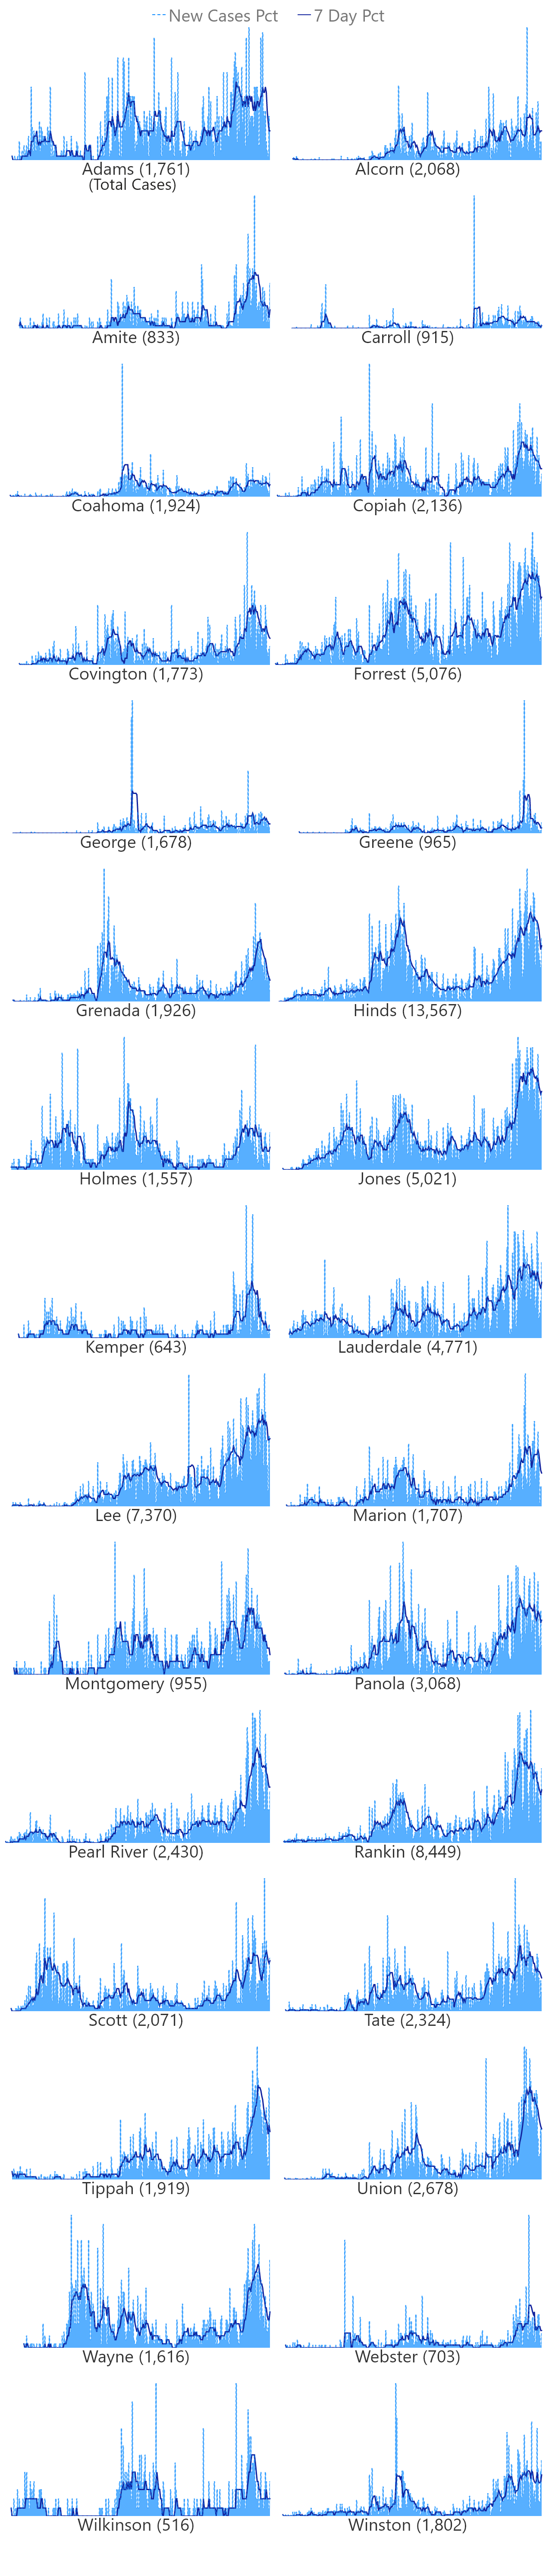 New Cases Pct 7 Day Pct
Adams (1,761) Alcorn (2,068)
(Total Cases)
Amite (833) Carroll (915)
Coahoma (1,924) Copiah (2,136)
Covington (1,773) Forrest (5,076)
George (1,678) Greene (965)
Grenada (1,926) Hinds (13,567)
Holmes (1,557) Jones (5,021)
Kemper (643) Lauderdale (4,771)
Lee (7,370) Marion (1,707)
Montgomery (955) Panola (3,068)
Pearl River (2,430) Rankin (8,449)
Scott (2,071) Tate (2,324)
Tippah (1,919) Union (2,678)
Wayne (1,616) Webster (703)
Wilkinson (516) Winston (1,802)